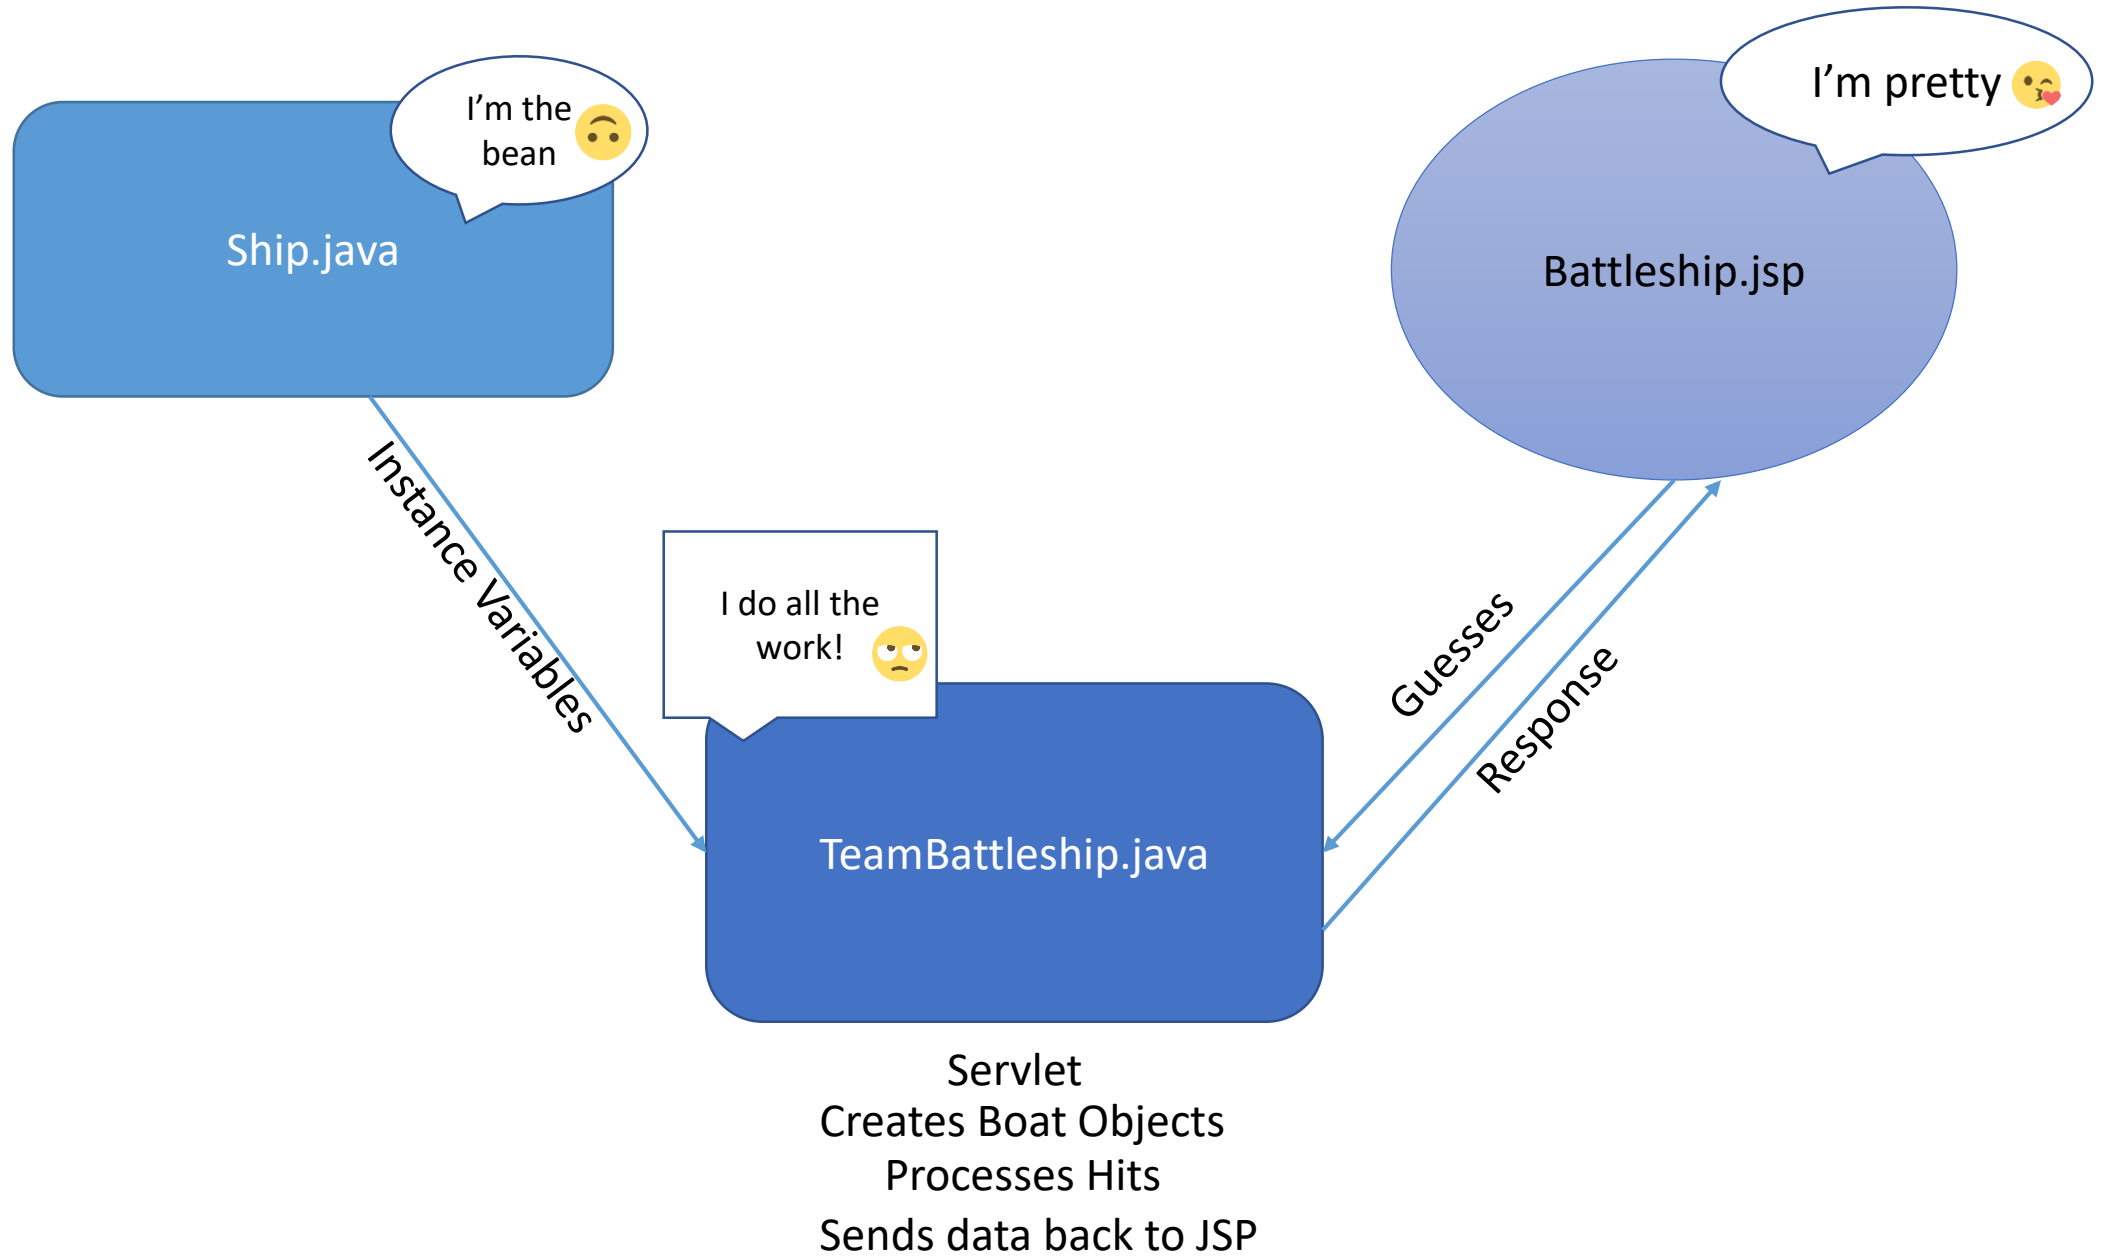 I'm the
bean
Ship.java
I'm pretty
Battleship.jsp
Instance Variables
I do all the
work!
Guesses
Response
TeamBattleship.java
Servlet
Creates Boat Objects
Processes Hits
Sends data back to JSP